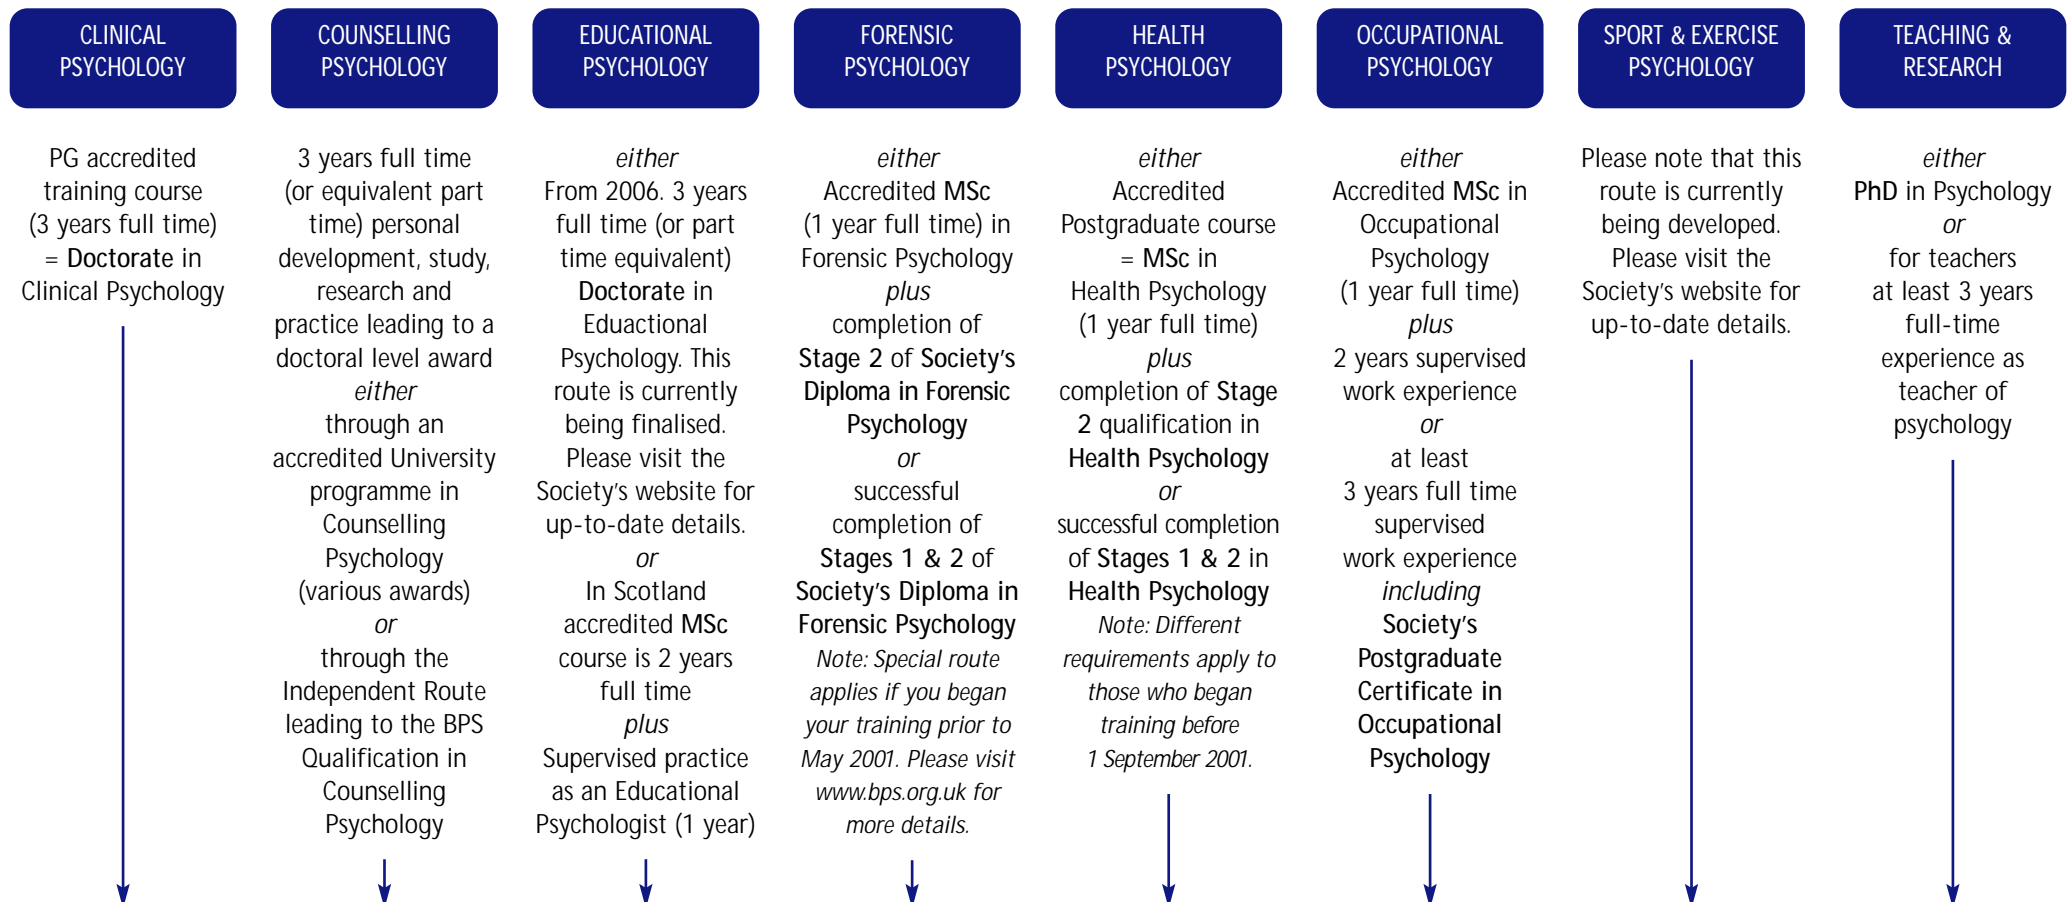 CLINICAL
PSYCHOLOGY
PG accredited
training course
(3 years full time)
= Doctorate in
Clinical Psychology
COUNSELLING
PSYCHOLOGY
3 years full time
(or equivalent part
time) personal
development, study,
research and
practice leading to a
doctoral level award
either
through an
accredited University
programme in
Counselling
Psychology
(various awards)
or
through the
Independent Route
leading to the BPS
Qualification in
Counselling
Psychology
EDUCATIONAL
PSYCHOLOGY
either
From 2006. 3 years
full time (or part
time equivalent)
Doctorate in
Eduactional
Psychology. This
route is currently
being finalised.
Please visit the
Society's website for
up-to-date details.
or
In Scotland
accredited MSc
course is 2 years
full time
plus
Supervised practice
as an Educational
Psychologist (1 year)
FORENSIC
PSYCHOLOGY
either
Accredited MSc
(1 year full time) in
Forensic Psychology
plus
completion of
Stage 2 of Society's
Diploma in Forensic
Psychology
or
successful
completion of
Stages 1 & 2 of
Society's Diploma in
Forensic Psychology
Note: Special route
applies if you began
your training prior to
May 2001. Please visit
www.bps.org.uk for
more details.
HEALTH
PSYCHOLOGY
either
Accredited
Postgraduate course
= MSc in
Health Psychology
(1 year full time)
plus
completion of Stage
2 qualification in
Health Psychology
or
successful completion
of Stages 1 & 2 in
Health Psychology
Note: Different
requirements apply to
those who began
training before
1 September 2001.
OCCUPATIONAL
PSYCHOLOGY
either
Accredited MSc in
Occupational
Psychology
(1 year full time)
plus
2 years supervised
work experience
or
at least
3 years full time
supervised
work experience
including
Society's
Postgraduate
Certificate in
Occupational
Psychology
SPORT & EXERCISE
PSYCHOLOGY
Please note that this
route is currently
being developed.
Please visit the
Society's website for
up-to-date details.
TEACHING &
RESEARCH
either
PhD in Psychology
or
for teachers
at least 3 years
full-time
experience as
teacher of
psychology